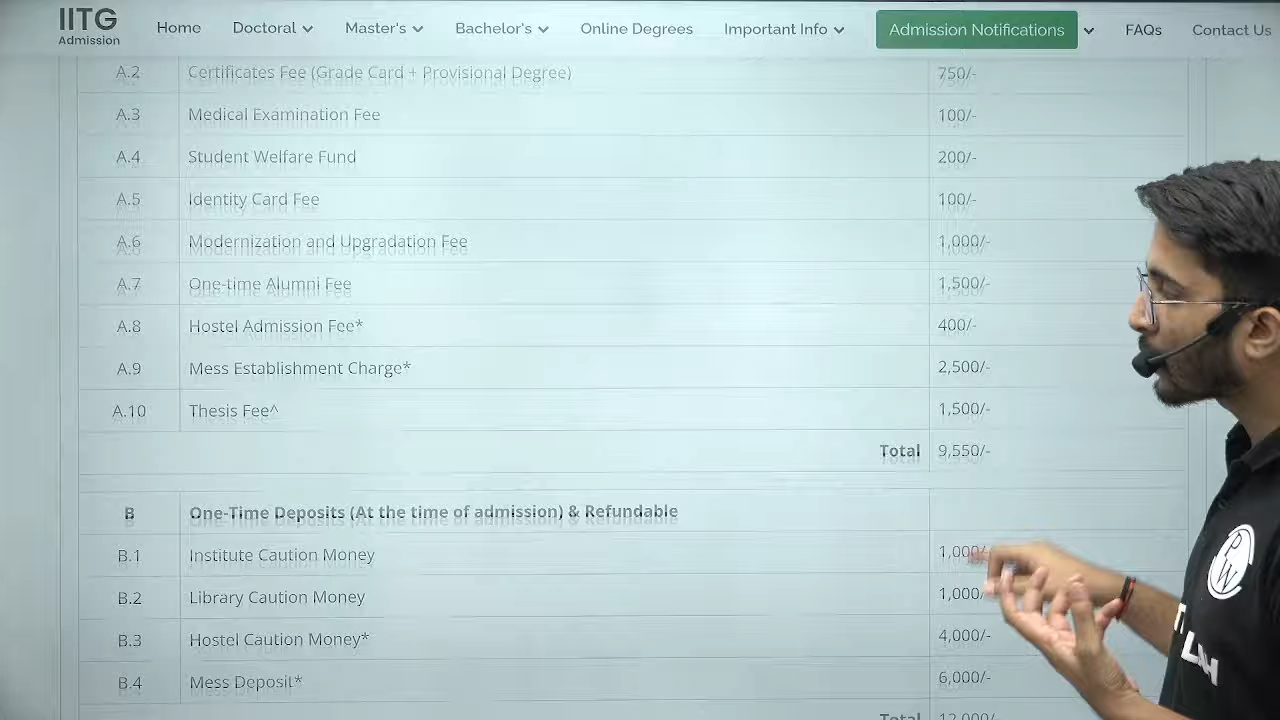 IITG
Admission
Home Doctoral Master's Bachelor's Online Degrees Important Info Admission Notifications FAQs Contact Us
A.2 Certificates Fee (Grade Card + Provisional Degree) 750/-
A.3 Medical Examination Fee 100/-
A.4 Student Welfare Fund 200/-
A.5 Identity Card Fee 100/-
A.6 Modernization and Upgradation Fee 1,000/-
A.7 One-time Alumni Fee 1,500/-
A.8 Hostel Admission Fee* 400/-
A.9 Mess Establishment Charge* 2,500/-
A.10 Thesis Fee^ 1,500/-
Total 9,550/-
B One-Time Deposits (At the time of admission) & Refundable
B.1 Institute Caution Money 1,000/-
B.2 Library Caution Money 1,000/-
B.3 Hostel Caution Money* 4,000/-
B.4 Mess Deposit* 6,000/-
Total 12,000/-
PW